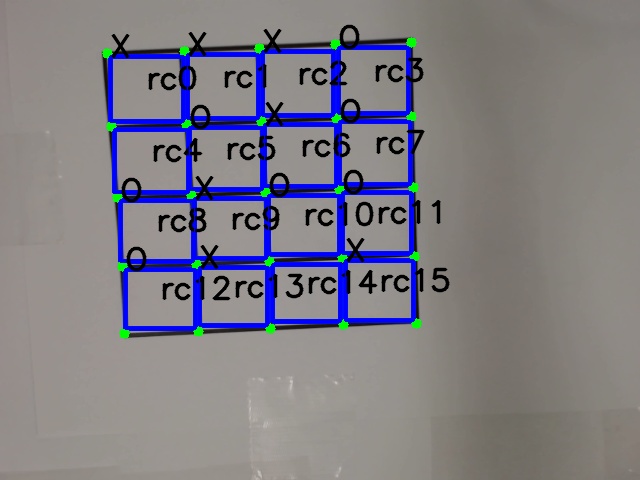 X X X O
rc0 rc1 rc2 rc3
O X O
rc4 rc5 rc6 rc7
O X O O
rc8 rc9 rc10 rc11
O X X
rc12 rc13 rc14 rc15